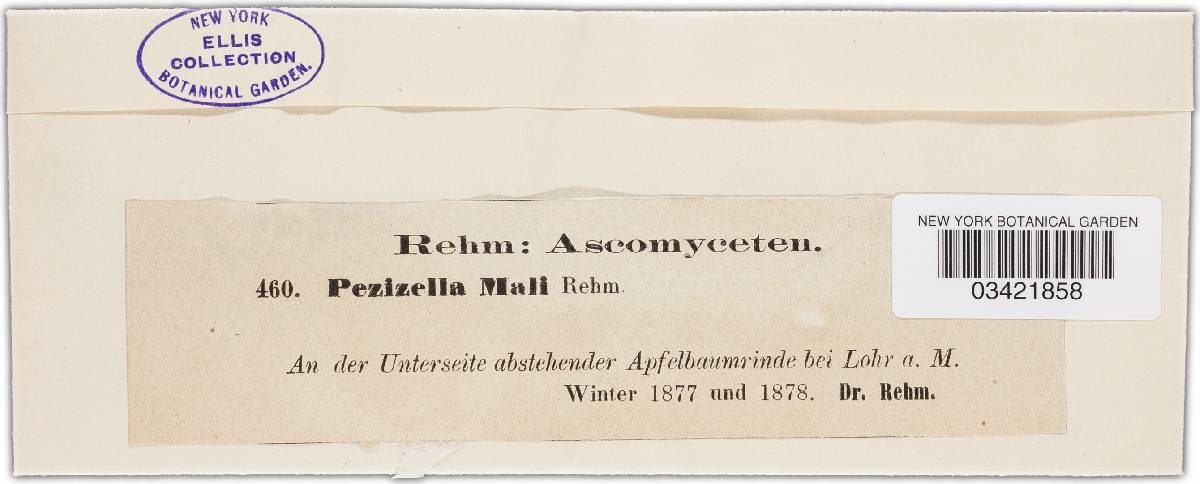 NEW YORK
ELLIS
COLLECTION
BOTANICAL GARDEN.
Rehm: Ascomyceten.
460. Pezizella Mali Rehm.
NEW YORK BOTANICAL GARDEN
03421858
An der Unterseite abstehender Apfelbaumrinde bei Lohr a. M.
Winter 1877 und 1878. Dr. Rehm.